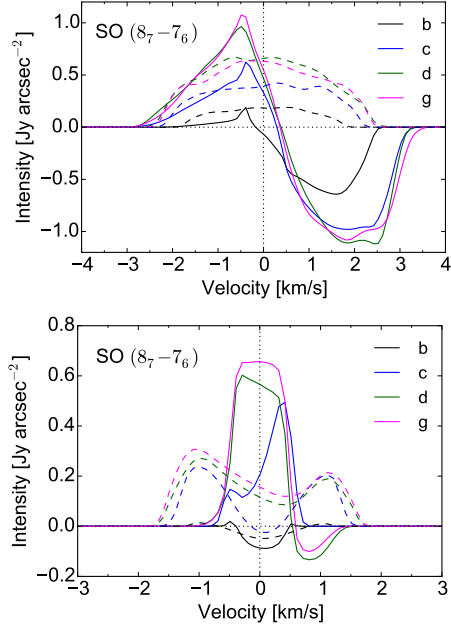 SO (8₇−7₆)
b
c
d
g
1.0
0.5
0.0
−0.5
−1.0
Intensity [Jy arcsec⁻²]
−4 −3 −2 −1 0 1 2 3 4
Velocity [km/s]
SO (8₇−7₆)
b
c
d
g
0.8
0.6
0.4
0.2
0.0
−0.2
Intensity [Jy arcsec⁻²]
−3 −2 −1 0 1 2 3
Velocity [km/s]